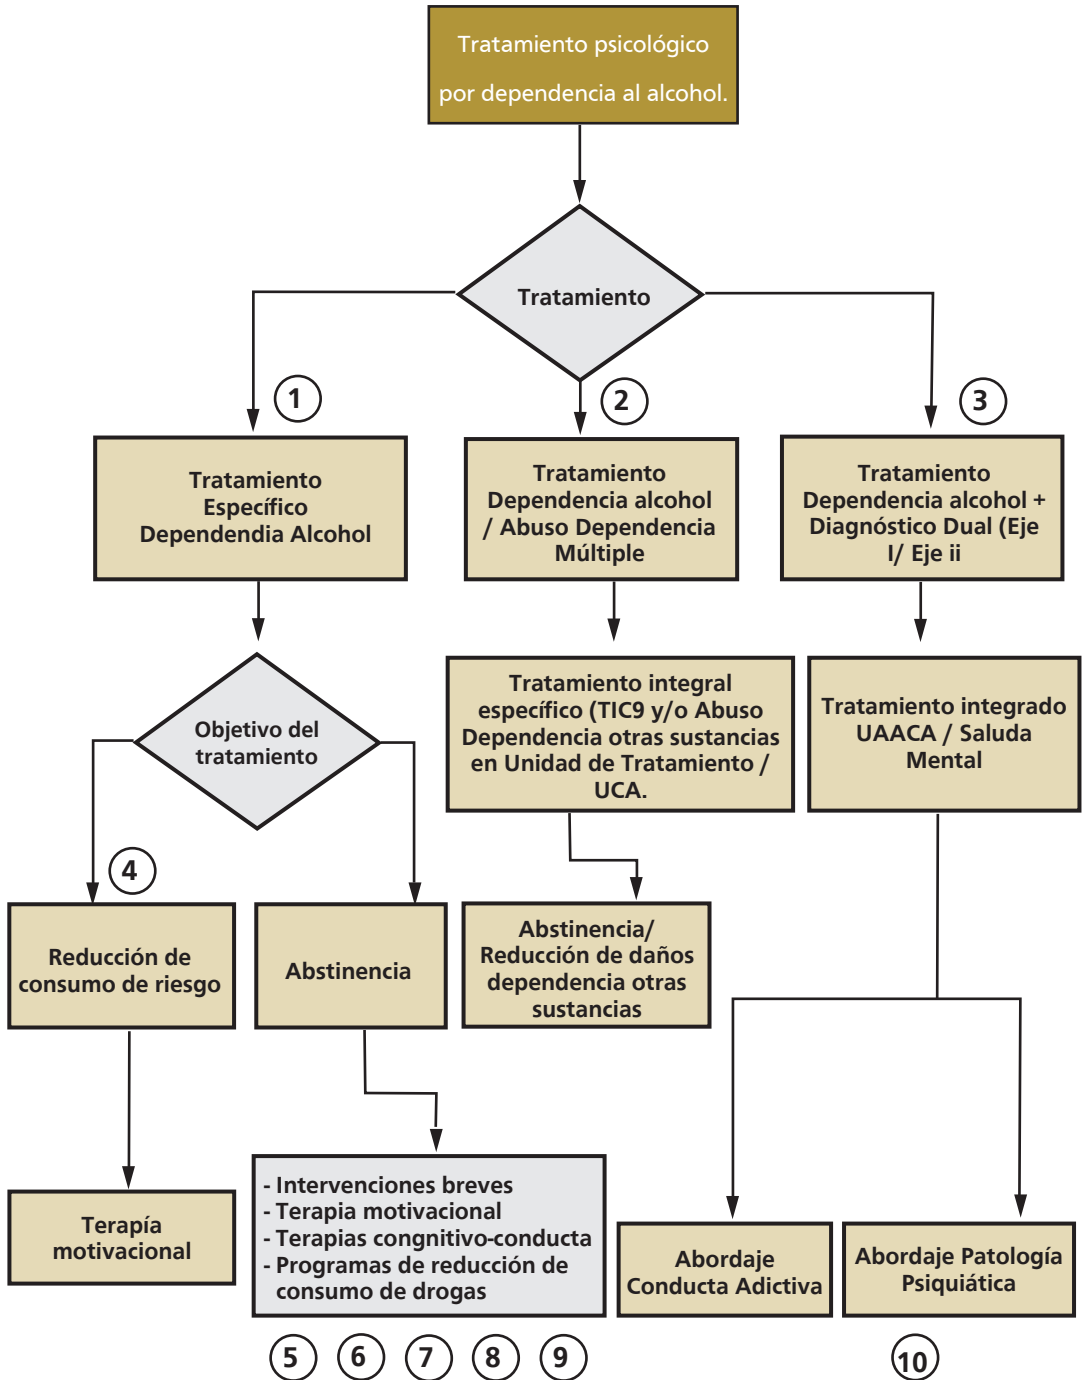 Tratamiento psicológico
por dependencia al alcohol.
Tratamiento
1
2
3
Tratamiento
Específico
Dependendia Alcohol
Tratamiento
Dependencia alcohol
/ Abuso Dependencia
Múltiple
Tratamiento
Dependencia alcohol +
Diagnóstico Dual (Eje
I/ Eje ii
Objetivo del
tratamiento
Tratamiento integral
específico (TIC9 y/o Abuso
Dependencia otras sustancias
en Unidad de Tratamiento /
UCA.
Tratamiento integrado
UAACA / Saluda
Mental
4
Reducción de
consumo de riesgo
Abstinencia
Abstinencia/
Reducción de daños
dependencia otras
sustancias
Terapía
motivacional
- Intervenciones breves
- Terapia motivacional
- Terapias congnitivo-conducta
- Programas de reducción de
consumo de drogas
Abordaje
Conducta Adictiva
Abordaje Patología
Psiquiática
5
6
7
8
9
10